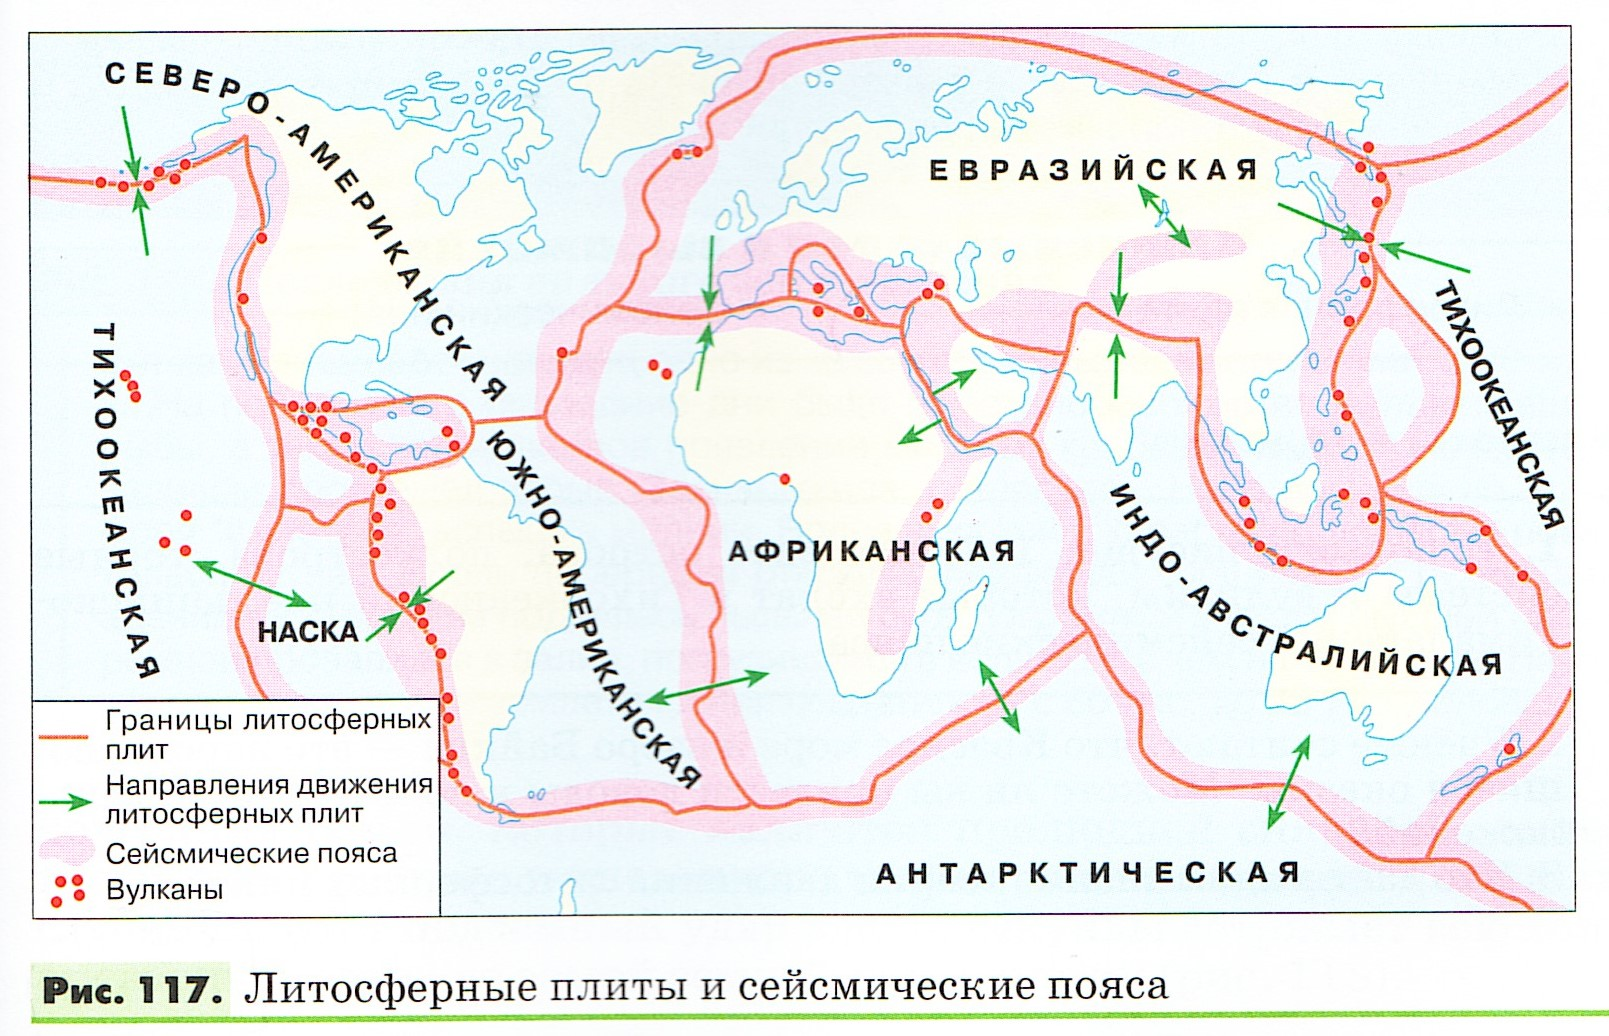 СЕВЕРО-АМЕРИКАНСКАЯ
ЕВРАЗИЙСКАЯ
ТИХООКЕАНСКАЯ
ТИХООКЕАНСКАЯ
ЮЖНО-АМЕРИКАНСКАЯ
АФРИКАНСКАЯ
ИНДО-АВСТРАЛИЙСКАЯ
НАСКА
АНТАРКТИЧЕСКАЯ
Границы литосферных
плит
Направления движения
литосферных плит
Сейсмические пояса
Вулканы
Рис. 117. Литосферные плиты и сейсмические пояса